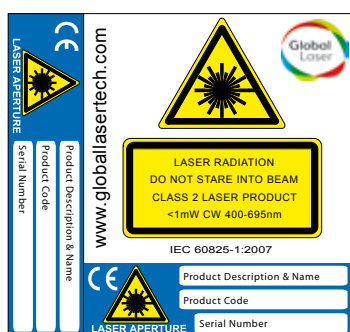 LASER APERTURE
Serial Number
Product Code
Product Description & Name
CE
www.globallasertech.com
Global
Laser
LASER RADIATION
DO NOT STARE INTO BEAM
CLASS 2 LASER PRODUCT
<1mW CW 400-695nm
IEC 60825-1:2007
CE
LASER APERTURE
Product Description & Name
Product Code
Serial Number